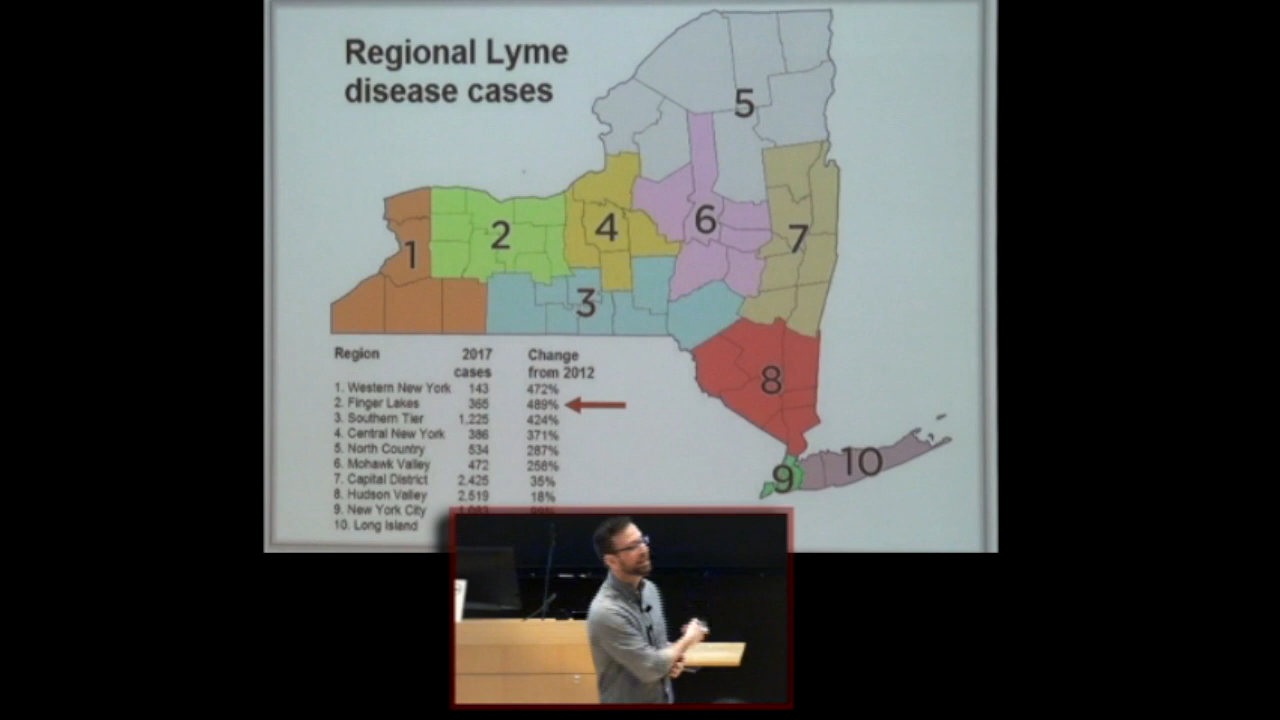 Regional Lyme
disease cases
5
6
4
2
7
1
3
8
10
9
Region 2017 cases Change from 2012
1. Western New York 143 472%
2. Finger Lakes 365 489%
3. Southern Tier 1,225 424%
4. Central New York 386 371%
5. North Country 534 287%
6. Mohawk Valley 472 258%
7. Capital District 2,425 35%
8. Hudson Valley 2,519 18%
9. New York City
10. Long Island